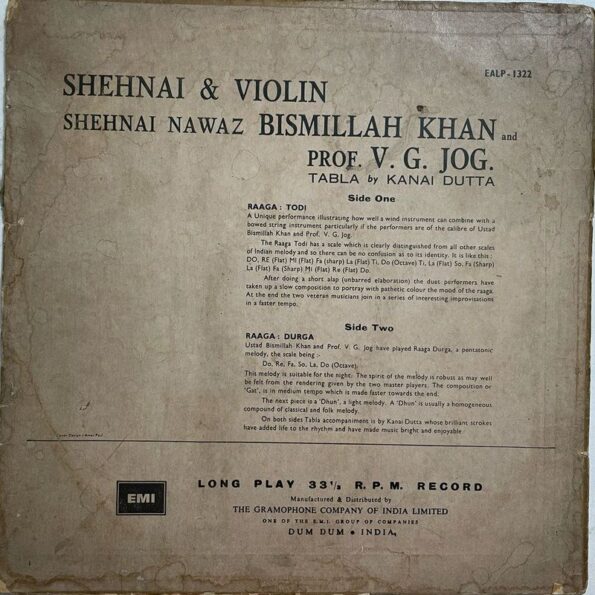 EALP-1322
SHEHNAI & VIOLIN
SHEHNAI NAWAZ BISMILLAH KHAN and
PROF. V. G. JOG.
TABLA by KANAI DUTTA
Side One
RAAGA : TODI
A Unique performance illustrating how well a wind instrument can combine with a
bowed string instrument particularly if the performers are of the calibre of Ustad
Bismillah Khan and Prof. V. G. Jog.
The Raaga Todi has a scale which is clearly distinguished from all other scales
of Indian melody and so there can be no confusion as to its identity. It is like this :
DO, RE (Flat) MI (Flat) Fa (sharp) La (Flat) Ti, Do (Octave) Ti, La (Flat) So, Fa (Sharp)
La (Flat) Fa (Sharp) Mi (Flat) Re (Flat) Do.
After doing a short alap (unbarred elaboration) the duet performers have
taken up a slow composition to portray with pathetic colour the mood of the raaga.
At the end the two veteran musicians join in a series of interesting improvisations
in a faster tempo.
Side Two
RAAGA : DURGA
Ustad Bismillah Khan and Prof. V. G. Jog have played Raaga Durga, a pentatonic
melody, the scale being :-
Do, Re, Fa, So, La, Do (Octave).
This melody is suitable for the night. The spirit of the melody is robust as may well
be felt from the rendering given by the two master players. The composition or
'Gat', is in medium tempo which is made faster towards the end.
The next piece is a 'Dhun', a light melody. A 'Dhun' is usually a homogeneous
compound of classical and folk melody.
On both sides Tabla accompaniment is by Kanai Dutta whose brilliant strokes
have added life to the rhythm and have made music bright and enjoyable
Cover Design : Amar Paul
EMI
LONG PLAY 33⅓ R. P. M. RECORD
Manufactured & Distributed by
THE GRAMOPHONE COMPANY OF INDIA LIMITED
ONE OF THE E.M.I. GROUP OF COMPANIES
DUM DUM • INDIA